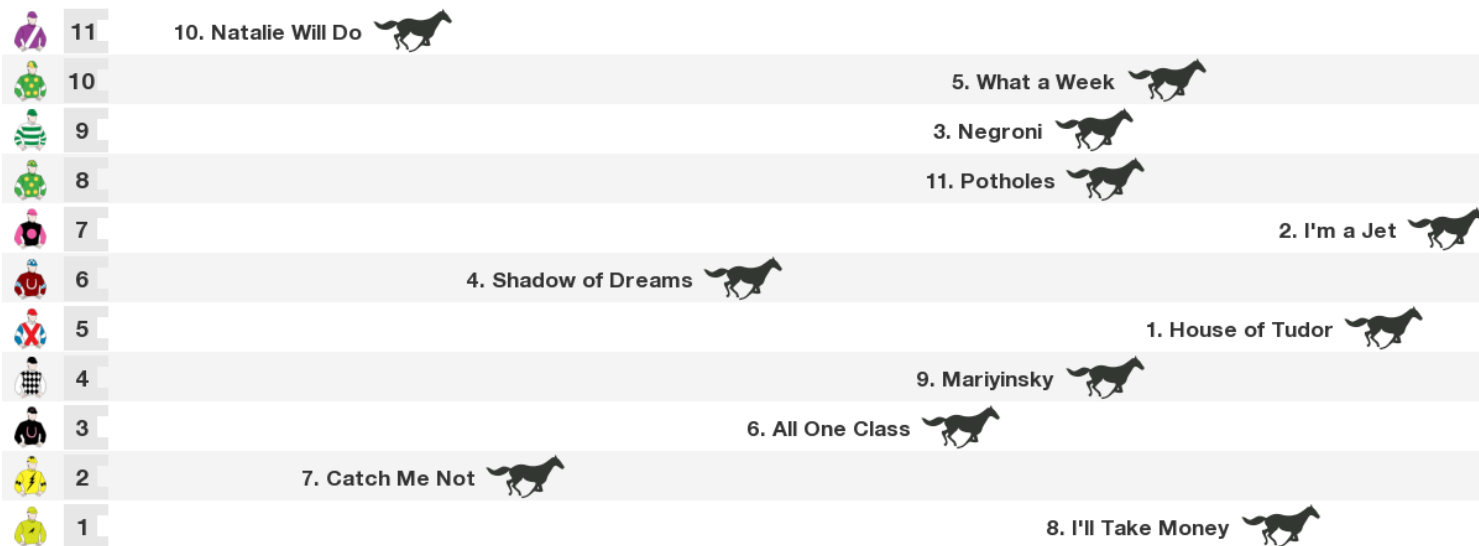 11 10. Natalie Will Do
10 5. What a Week
9 3. Negroni
8 11. Potholes
7 2. I'm a Jet
6 4. Shadow of Dreams
5 1. House of Tudor
4 9. Mariyinsky
3 6. All One Class
2 7. Catch Me Not
1 8. I'll Take Money